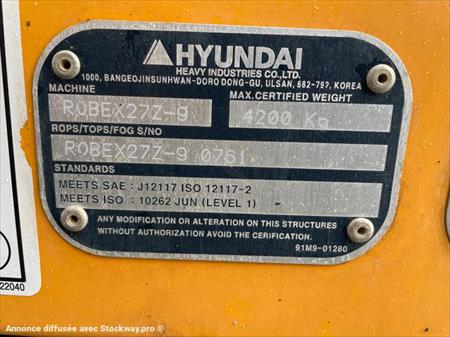 HYUNDAI
HEAVY INDUSTRIES CO.,LTD.
1000, BANGEOJINSUNHWAN-DORO DONG-GU, ULSAN, 682-792, KOREA
MACHINE
MAX.CERTIFIED WEIGHT
ROBEX27Z-9
4200 Kg
ROPS/TOPS/FOG S/NO
ROBEX27Z-9 0761
STANDARDS
MEETS SAE : J12117 ISO 12117-2
MEETS ISO : 10262 JUN (LEVEL 1) -
ANY MODIFICATION OR ALTERATION ON THIS STRUCTURES
WITHOUT AUTHORIZATION AVOID THE CERIFICATION.
91M9-01280
22040
Annonce diffusée avec Stockway.pro ®